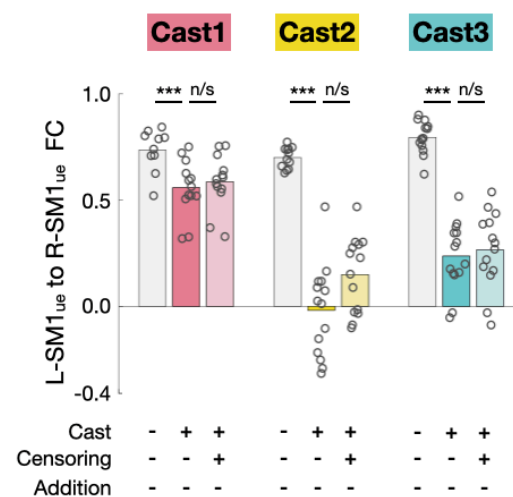 Cast1 Cast2 Cast3
*** n/s *** n/s *** n/s
1.0
0.5
0.0
-0.4
L-SM1ue to R-SM1ue FC
Cast - + + - + + - + +
Censoring - - + - - + - - +
Addition - - - - - - - - -